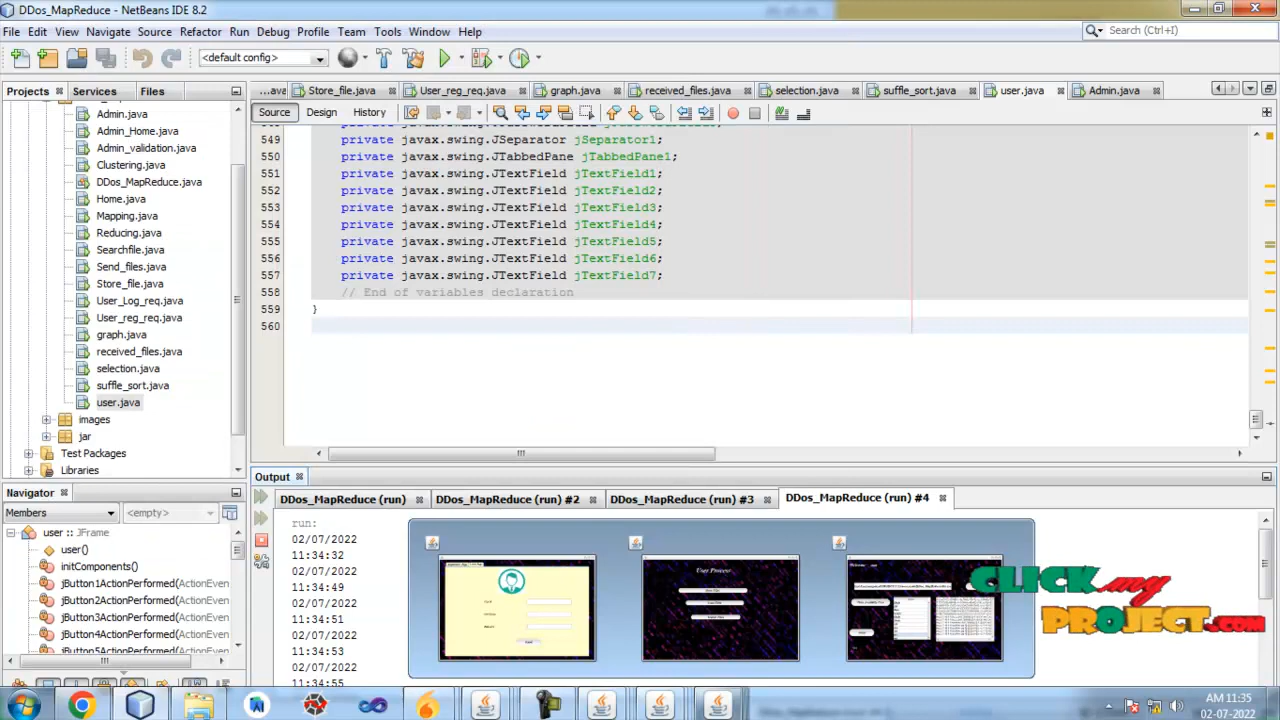 DDos_MapReduce - NetBeans IDE 8.2
File Edit View Navigate Source Refactor Run Debug Profile Team Tools Window Help
Search (Ctrl+I)
<default config>
Projects Services Files
...ava Store_file.java User_reg_req.java graph.java received_files.java selection.java suffle_sort.java user.java Admin.java
Source Design History
Admin.java
Admin_Home.java
Admin_validation.java
Clustering.java
DDos_MapReduce.java
Home.java
Mapping.java
Reducing.java
Searchfile.java
Send_files.java
Store_file.java
User_Log_req.java
User_reg_req.java
graph.java
received_files.java
selection.java
suffle_sort.java
user.java
images
jar
Test Packages
Libraries
549 private javax.swing.JSeparator jSeparator1;
550 private javax.swing.JTabbedPane jTabbedPane1;
551 private javax.swing.JTextField jTextField1;
552 private javax.swing.JTextField jTextField2;
553 private javax.swing.JTextField jTextField3;
554 private javax.swing.JTextField jTextField4;
555 private javax.swing.JTextField jTextField5;
556 private javax.swing.JTextField jTextField6;
557 private javax.swing.JTextField jTextField7;
558 // End of variables declaration
559 }
560
Navigator
Members <empty>
user :: JFrame
user()
initComponents()
jButton1ActionPerformed(ActionEven
jButton2ActionPerformed(ActionEven
jButton3ActionPerformed(ActionEven
jButton4ActionPerformed(ActionEven
jButton5ActionPerformed(ActionEven
Output
DDos_MapReduce (run) DDos_MapReduce (run) #2 DDos_MapReduce (run) #3 DDos_MapReduce (run) #4
run:
02/07/2022
11:34:32
02/07/2022
11:34:49
02/07/2022
11:34:51
02/07/2022
11:34:53
02/07/2022
11:34:55
User Process
CLICK my
PROJECT.COM
AM 11:35
02-07-2022